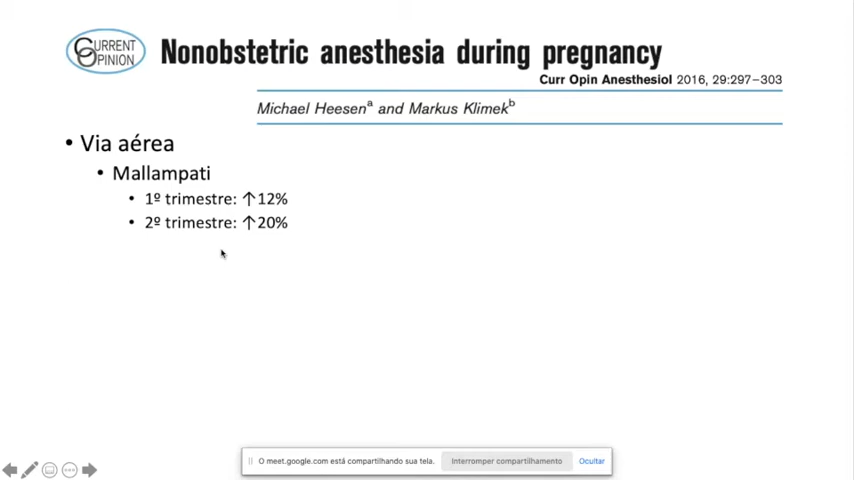 CURRENT
OPINION
Nonobstetric anesthesia during pregnancy
Curr Opin Anesthesiol 2016, 29:297–303
Michael Heesenᵃ and Markus Klimekᵇ
• Via aérea
• Mallampati
• 1º trimestre: ↑12%
• 2º trimestre: ↑20%
O meet.google.com está compartilhando sua tela. Interromper compartilhamento Ocultar